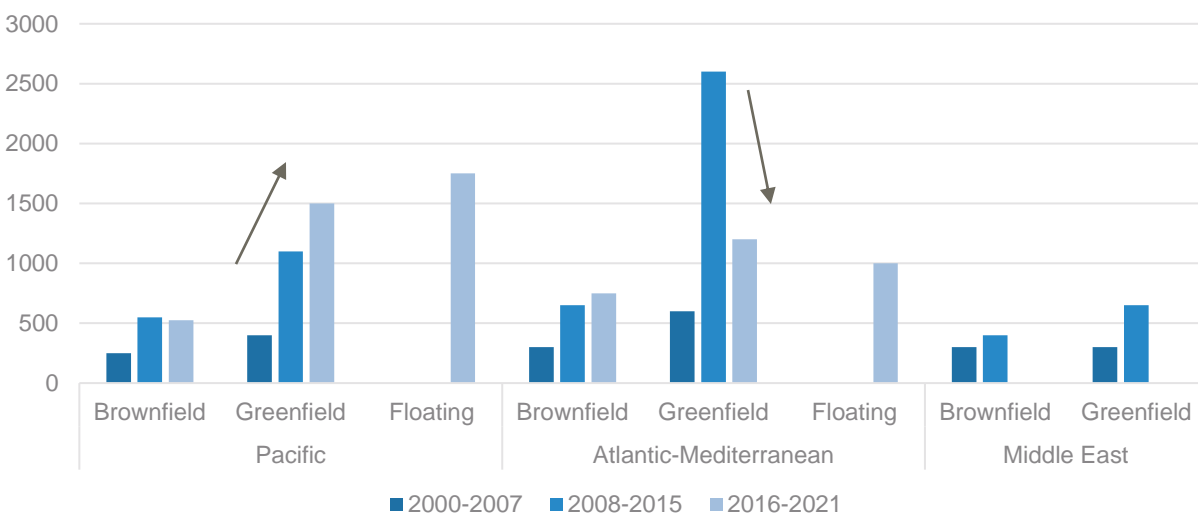 3000
2500
2000
1500
1000
500
0
Brownfield Greenfield Floating Brownfield Greenfield Floating Brownfield Greenfield
Pacific Atlantic-Mediterranean Middle East
2000-2007 2008-2015 2016-2021